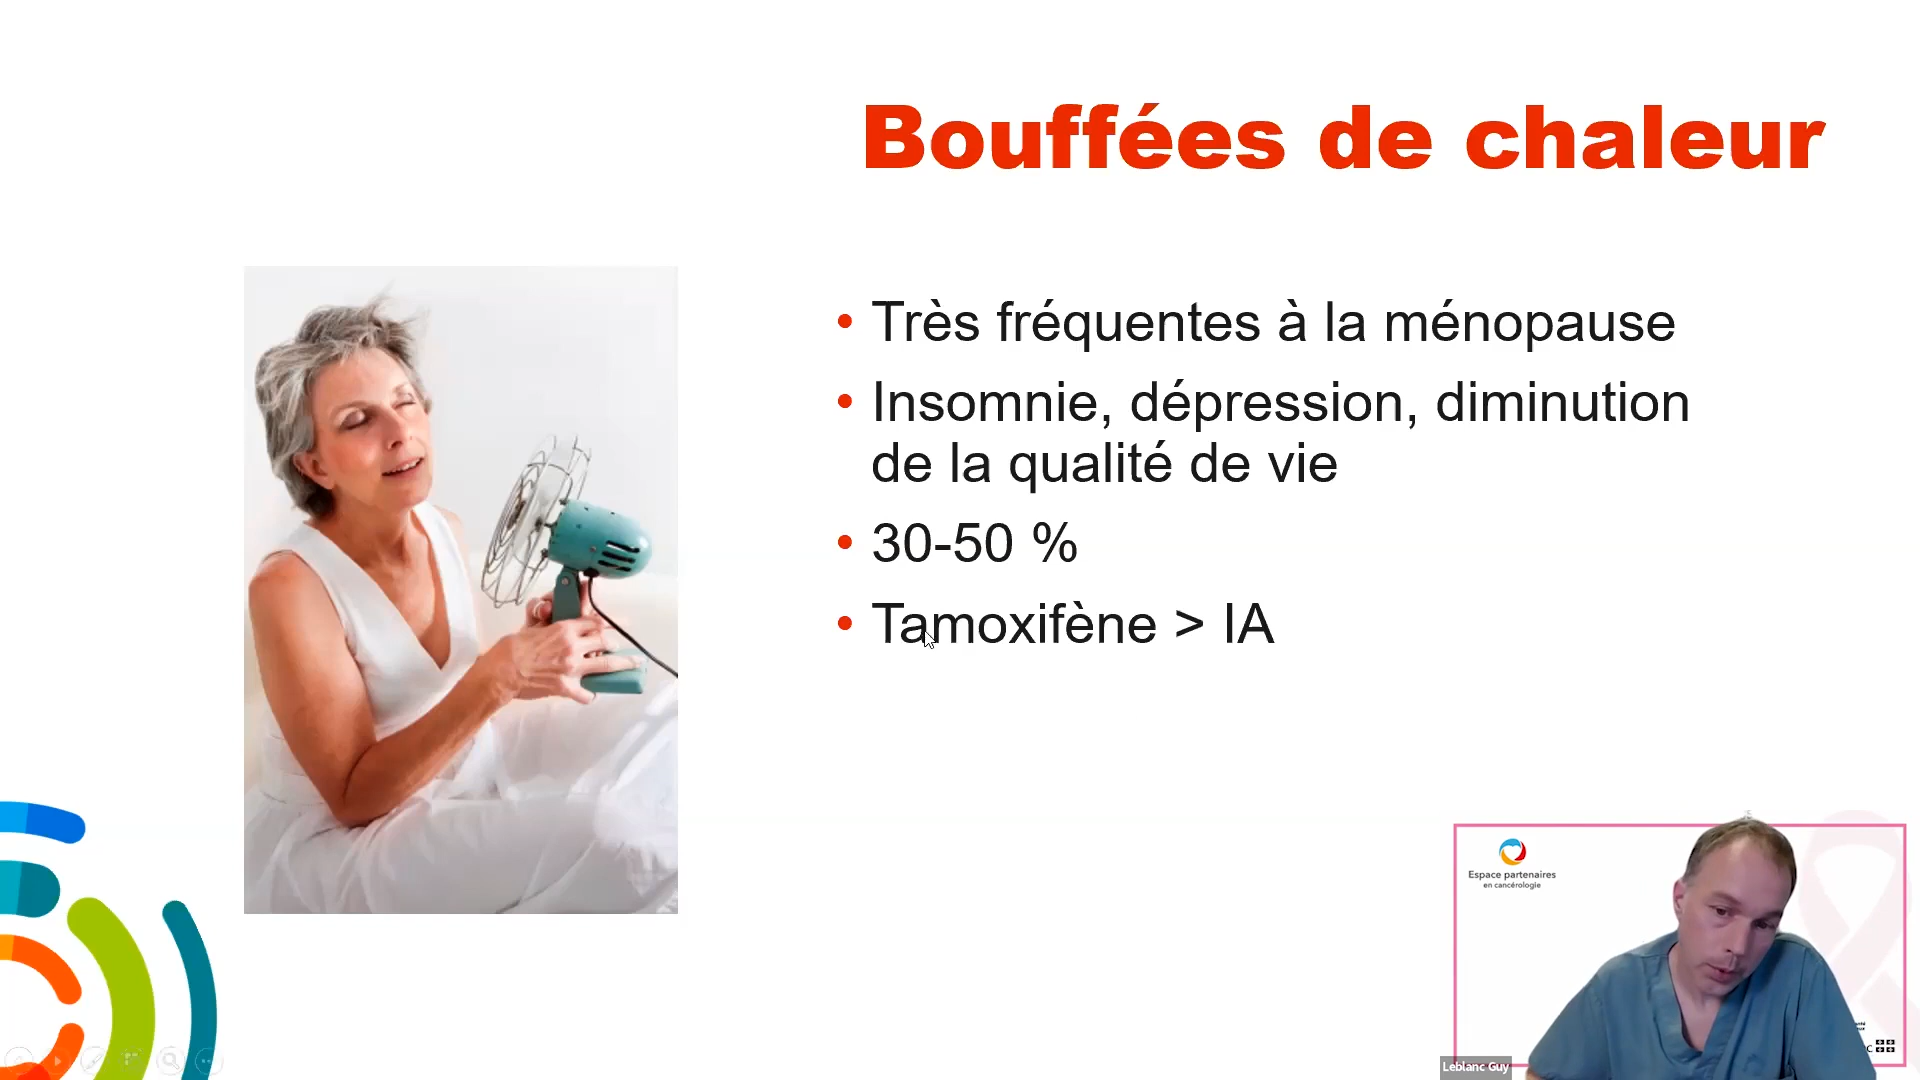 Bouffées de chaleur
• Très fréquentes à la ménopause
• Insomnie, dépression, diminution
de la qualité de vie
• 30-50 %
• Tamoxifène > IA
Espace partenaires
en cancérologie
Leblanc Guy